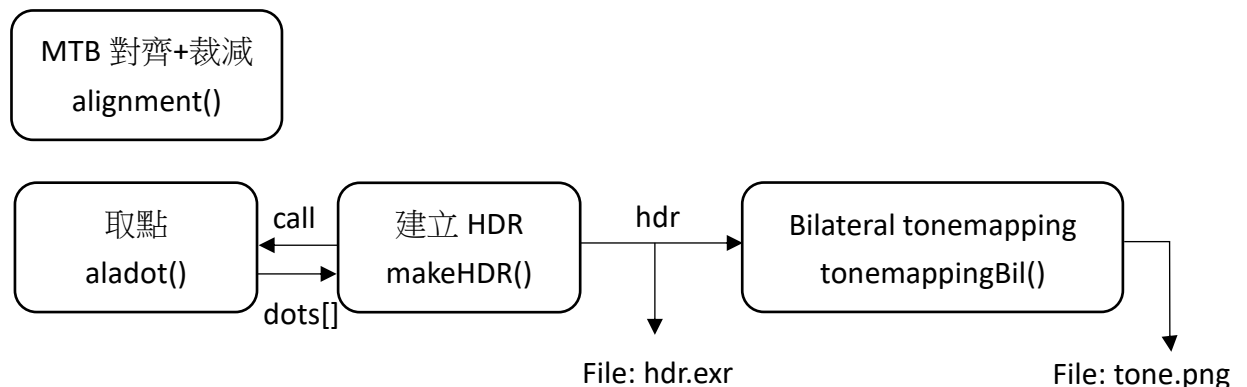 MTB 對齊+裁減
alignment()
取點
aladot()
call
dots[]
建立 HDR
makeHDR()
hdr
Bilateral tonemapping
tonemappingBil()
File: hdr.exr
File: tone.png